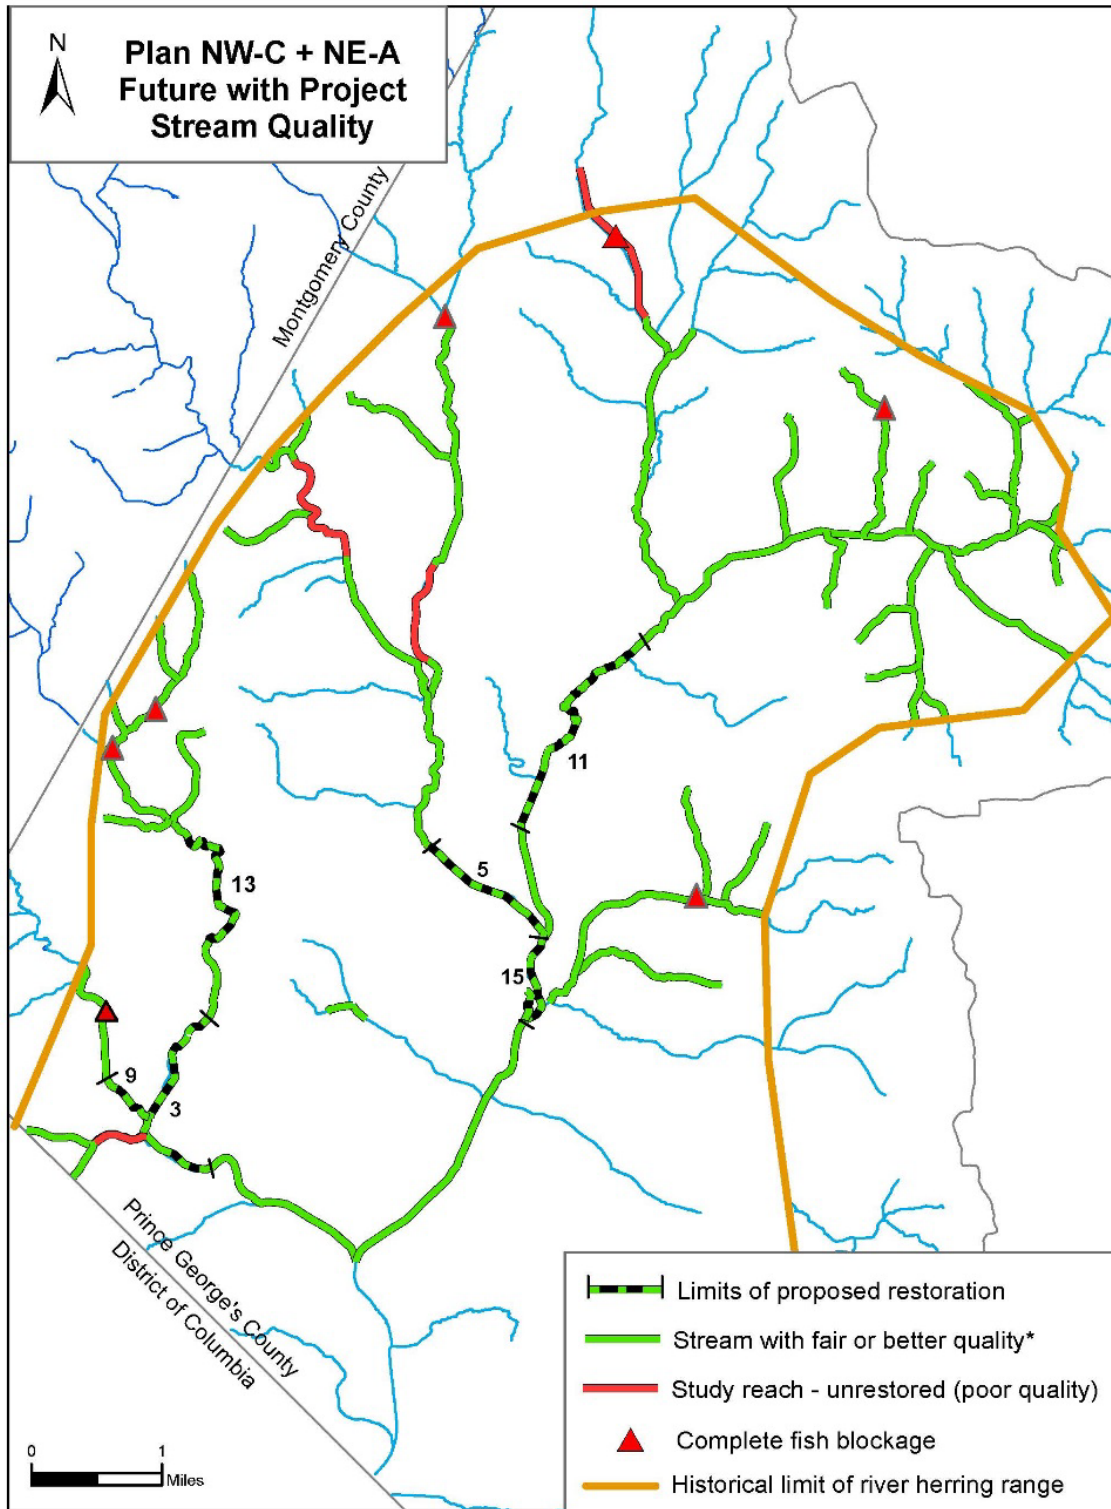 N
Plan NW-C + NE-A
Future with Project
Stream Quality
Montgomery County
11
5
13
15
9
3
Prince George's County
District of Columbia
Limits of proposed restoration
Stream with fair or better quality*
Study reach - unrestored (poor quality)
Complete fish blockage
Historical limit of river herring range
0 1
Miles